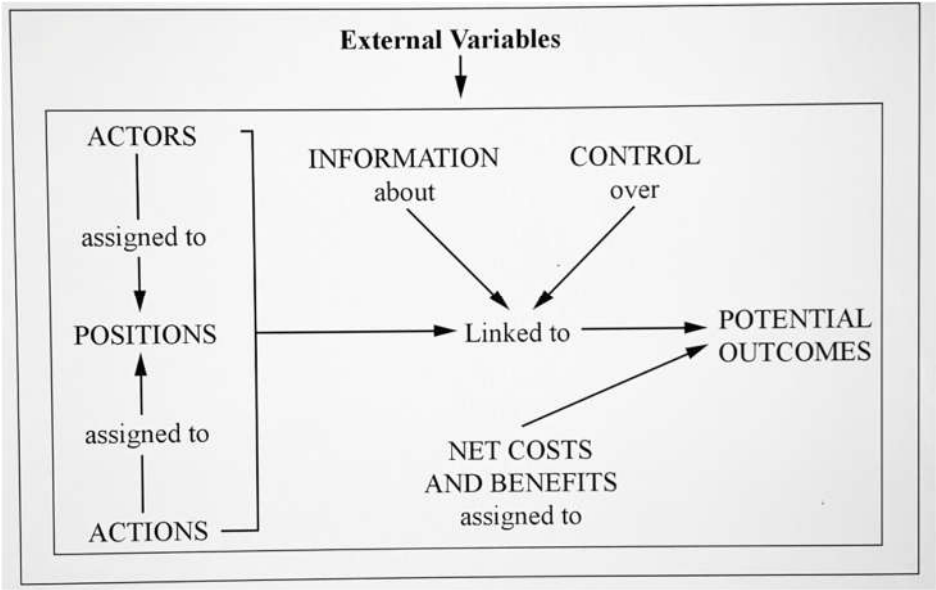 External Variables
ACTORS
assigned to
POSITIONS
assigned to
ACTIONS
INFORMATION
about
CONTROL
over
Linked to
POTENTIAL
OUTCOMES
NET COSTS
AND BENEFITS
assigned to